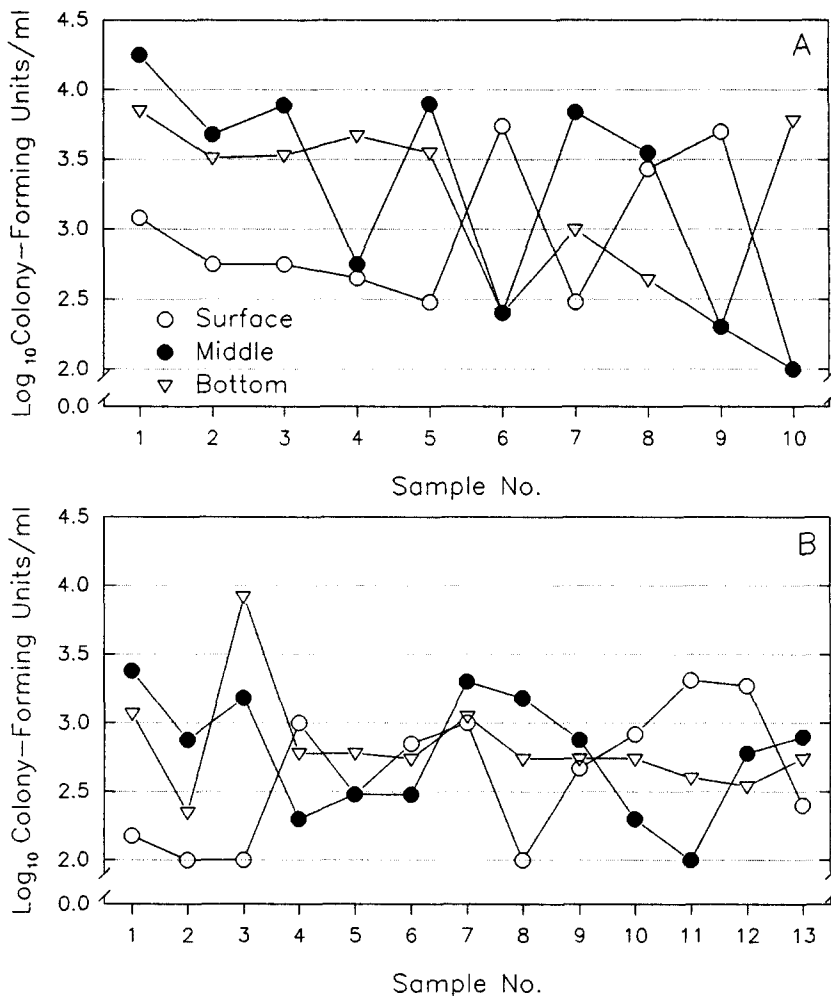 Log10 Colony-Forming Units/ml
A
4.5
4.0
3.5
3.0
2.5
2.0
0.0
Surface
Middle
Bottom
1 2 3 4 5 6 7 8 9 10
Sample No.
Log10 Colony-Forming Units/ml
B
4.5
4.0
3.5
3.0
2.5
2.0
0.0
1 2 3 4 5 6 7 8 9 10 11 12 13
Sample No.